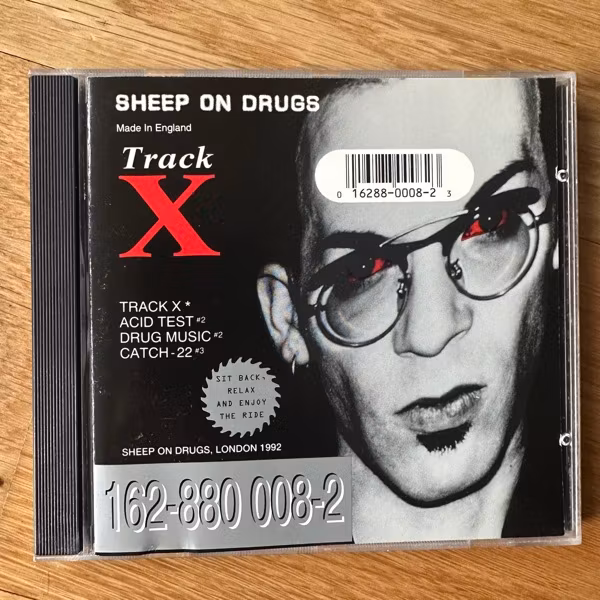 SHEEP ON DRUGS
Made In England
Track
X
0 16288-0008-2 3
TRACK X *
ACID TEST #2
DRUG MUSIC #2
CATCH - 22 #3
SIT BACK,
RELAX
AND ENJOY
THE RIDE
SHEEP ON DRUGS, LONDON 1992
162-880 008-2